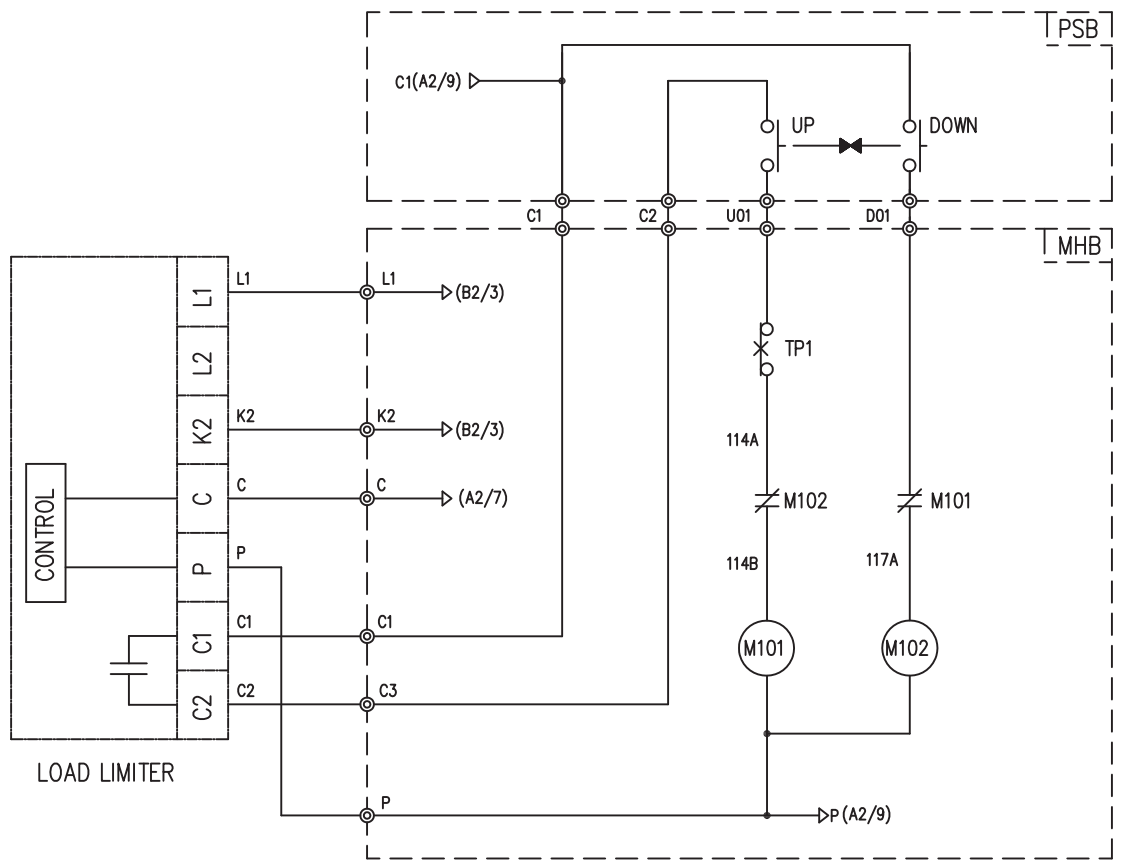 PSB
C1(A2/9)
UP
DOWN
C1
C2
U01
D01
MHB
L1
L1
L1
(B2/3)
L2
TP1
K2
K2
K2
(B2/3)
114A
CONTROL
C
C
C
(A2/7)
M102
M101
P
P
114B
117A
C1
C1
C1
M101
M102
C2
C2
C3
LOAD LIMITER
P
P(A2/9)